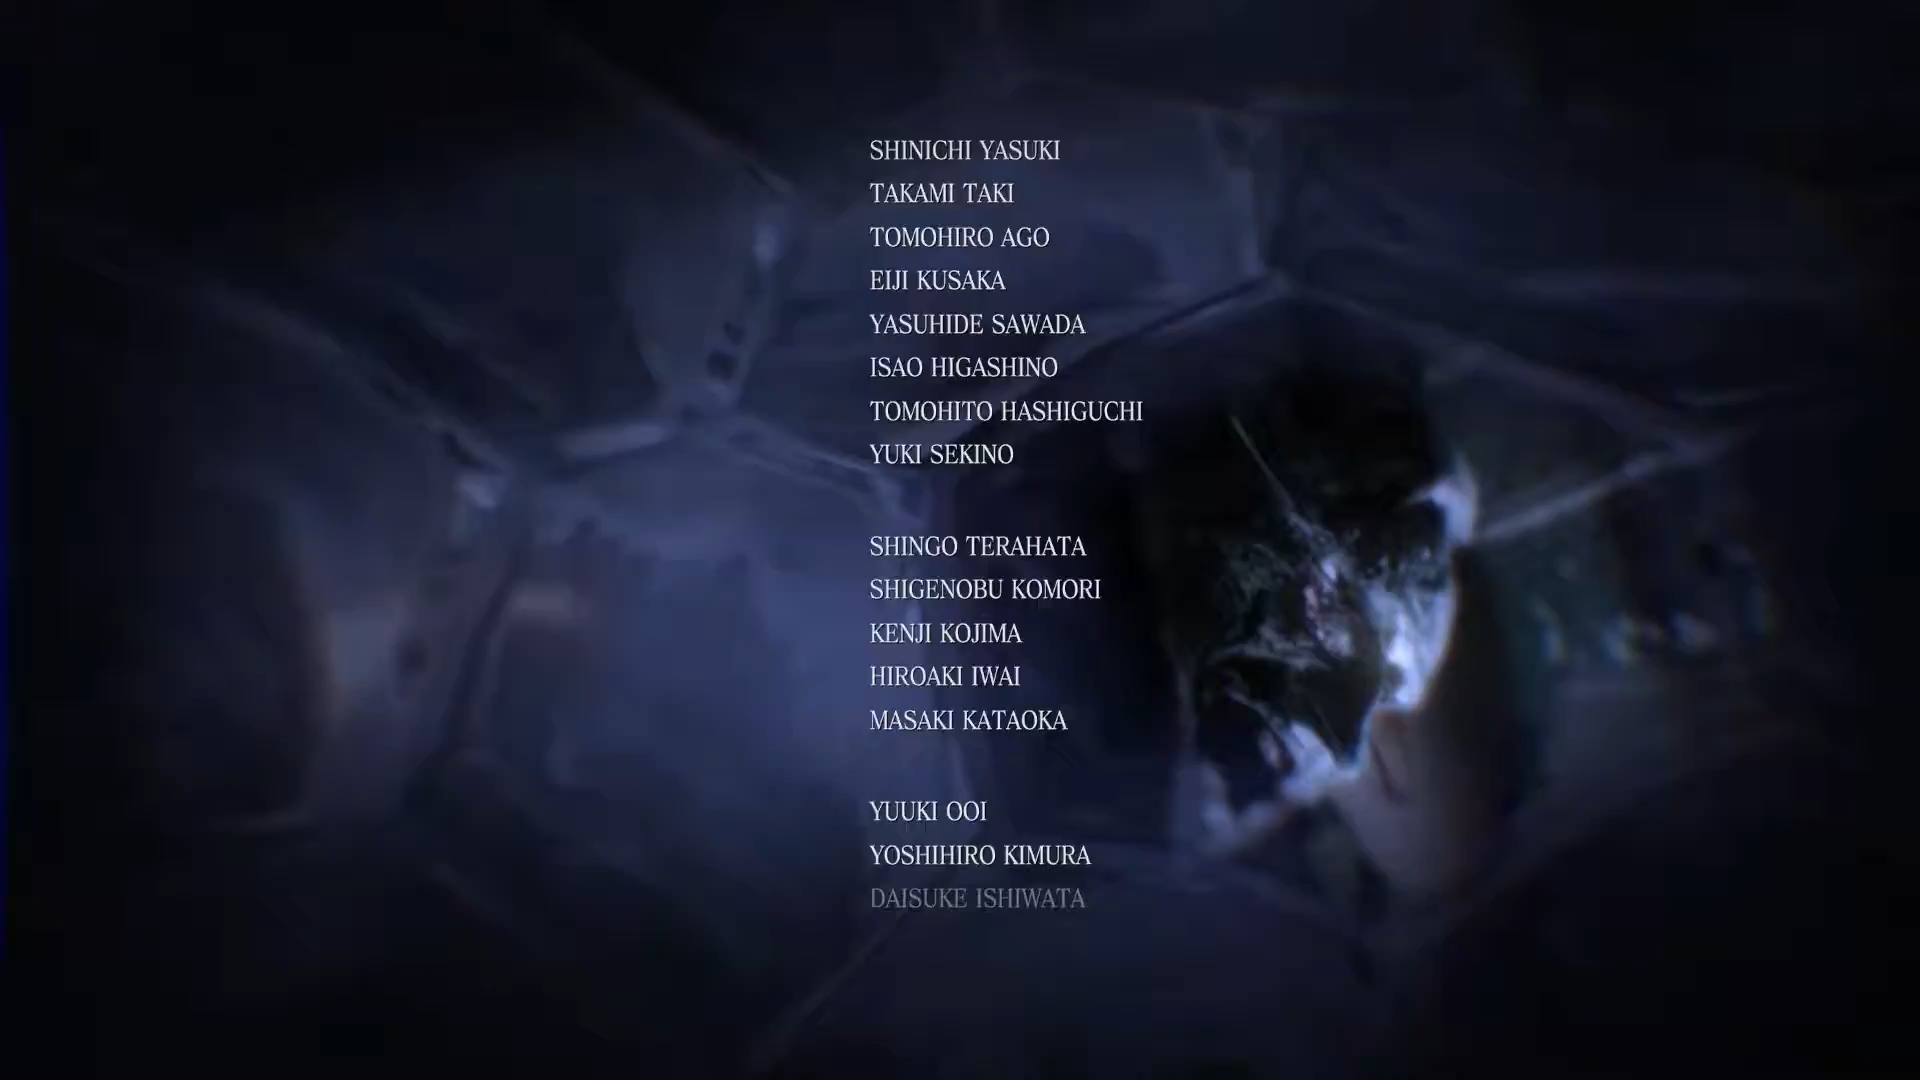 SHINICHI YASUKI
TAKAMI TAKI
TOMOHIRO AGO
EIJI KUSAKA
YASUHIDE SAWADA
ISAO HIGASHINO
TOMOHITO HASHIGUCHI
YUKI SEKINO
SHINGO TERAHATA
SHIGENOBU KOMORI
KENJI KOJIMA
HIROAKI IWAI
MASAKI KATAOKA
YUUKI OOI
YOSHIHIRO KIMURA
DAISUKE ISHIWATA